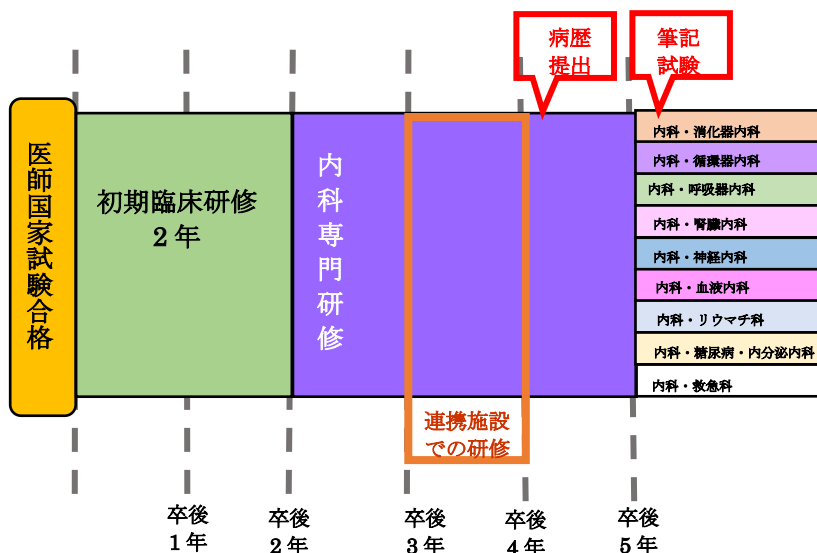 病歴
提出
筆記
試験
医師国家試験合格
初期臨床研修
2年
内科専門研修
連携施設
での研修
内科・消化器内科
内科・循環器内科
内科・呼吸器内科
内科・腎臓内科
内科・神経内科
内科・血液内科
内科・リウマチ科
内科・糖尿病・内分泌内科
内科・救急科
卒後
1年
卒後
2年
卒後
3年
卒後
4年
卒後
5年